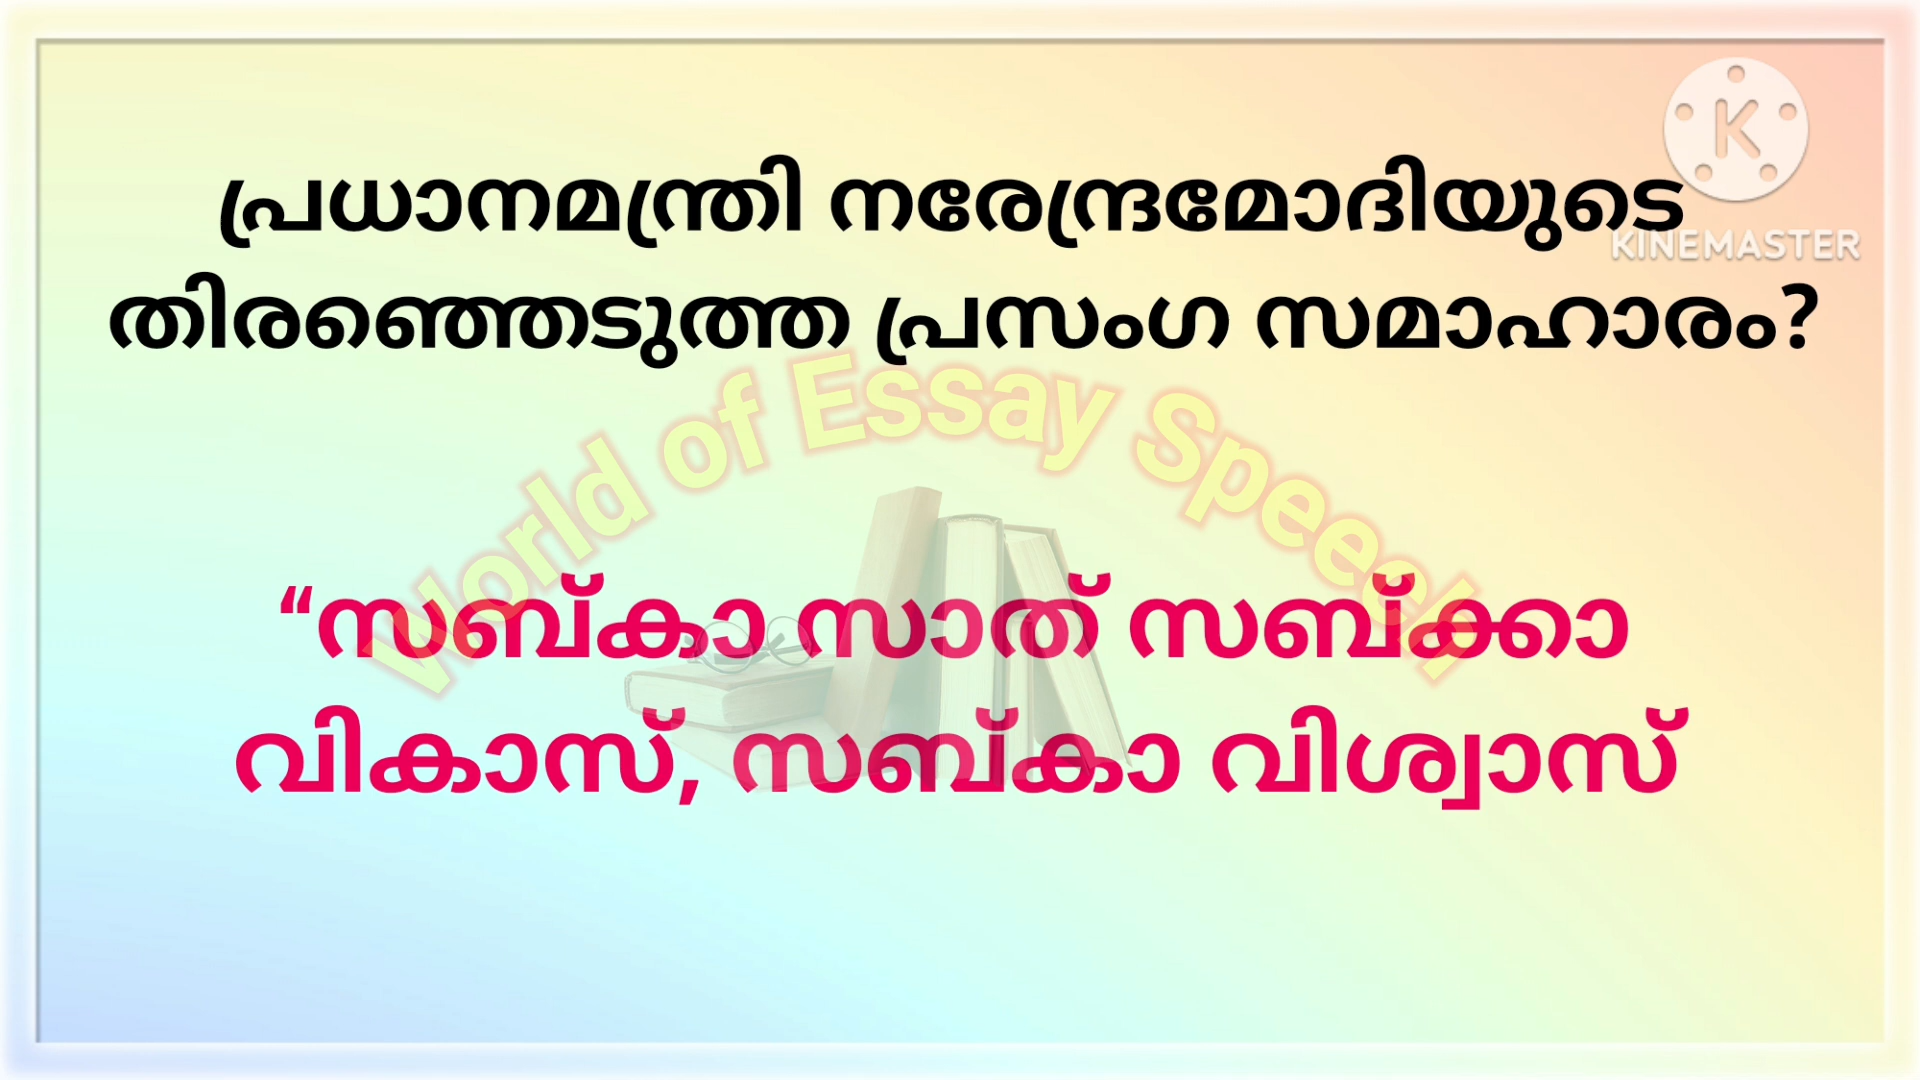 പ്രധാനമന്ത്രി നരേന്ദ്രമോദിയുടെ
തിരഞ്ഞെടുത്ത പ്രസംഗ സമാഹാരം?
“സബ്കാ സാത് സബ്ക്കാ
വികാസ്, സബ്കാ വിശ്വാസ്
World of Essay Speech
K
KINEMASTER